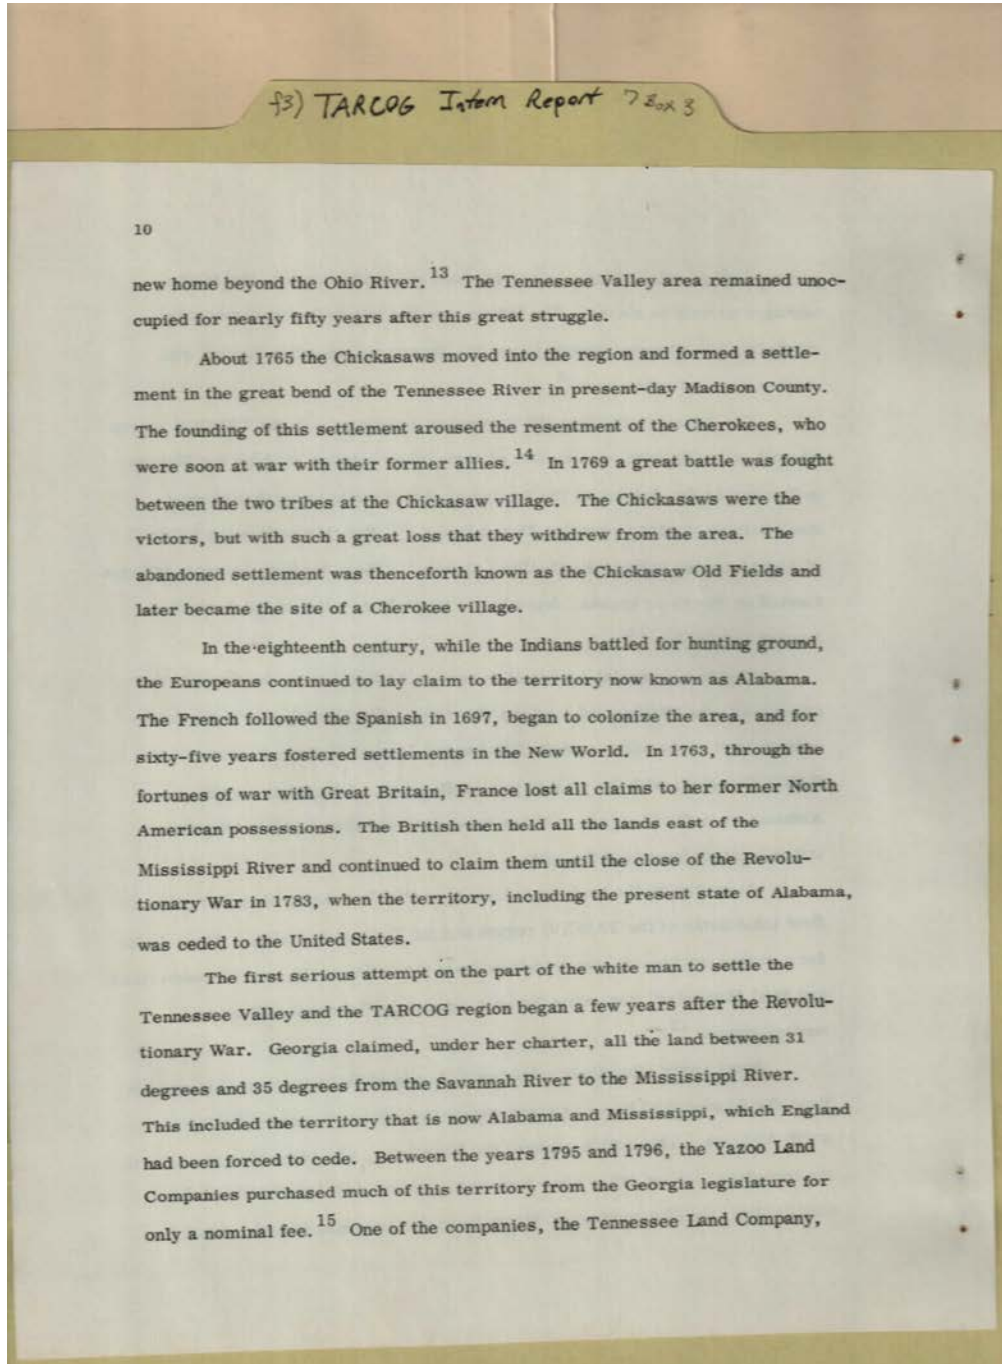 f3) TARCOG Intern Report 7 Box 3
10
new home beyond the Ohio River. 13 The Tennessee Valley area remained unoc-
cupied for nearly fifty years after this great struggle.
About 1765 the Chickasaws moved into the region and formed a settle-
ment in the great bend of the Tennessee River in present-day Madison County.
The founding of this settlement aroused the resentment of the Cherokees, who
were soon at war with their former allies. 14 In 1769 a great battle was fought
between the two tribes at the Chickasaw village. The Chickasaws were the
victors, but with such a great loss that they withdrew from the area. The
abandoned settlement was thenceforth known as the Chickasaw Old Fields and
later became the site of a Cherokee village.
In the eighteenth century, while the Indians battled for hunting ground,
the Europeans continued to lay claim to the territory now known as Alabama.
The French followed the Spanish in 1697, began to colonize the area, and for
sixty-five years fostered settlements in the New World. In 1763, through the
fortunes of war with Great Britain, France lost all claims to her former North
American possessions. The British then held all the lands east of the
Mississippi River and continued to claim them until the close of the Revolu-
tionary War in 1783, when the territory, including the present state of Alabama,
was ceded to the United States.
The first serious attempt on the part of the white man to settle the
Tennessee Valley and the TARCOG region began a few years after the Revolu-
tionary War. Georgia claimed, under her charter, all the land between 31
degrees and 35 degrees from the Savannah River to the Mississippi River.
This included the territory that is now Alabama and Mississippi, which England
had been forced to cede. Between the years 1795 and 1796, the Yazoo Land
Companies purchased much of this territory from the Georgia legislature for
only a nominal fee. 15 One of the companies, the Tennessee Land Company,